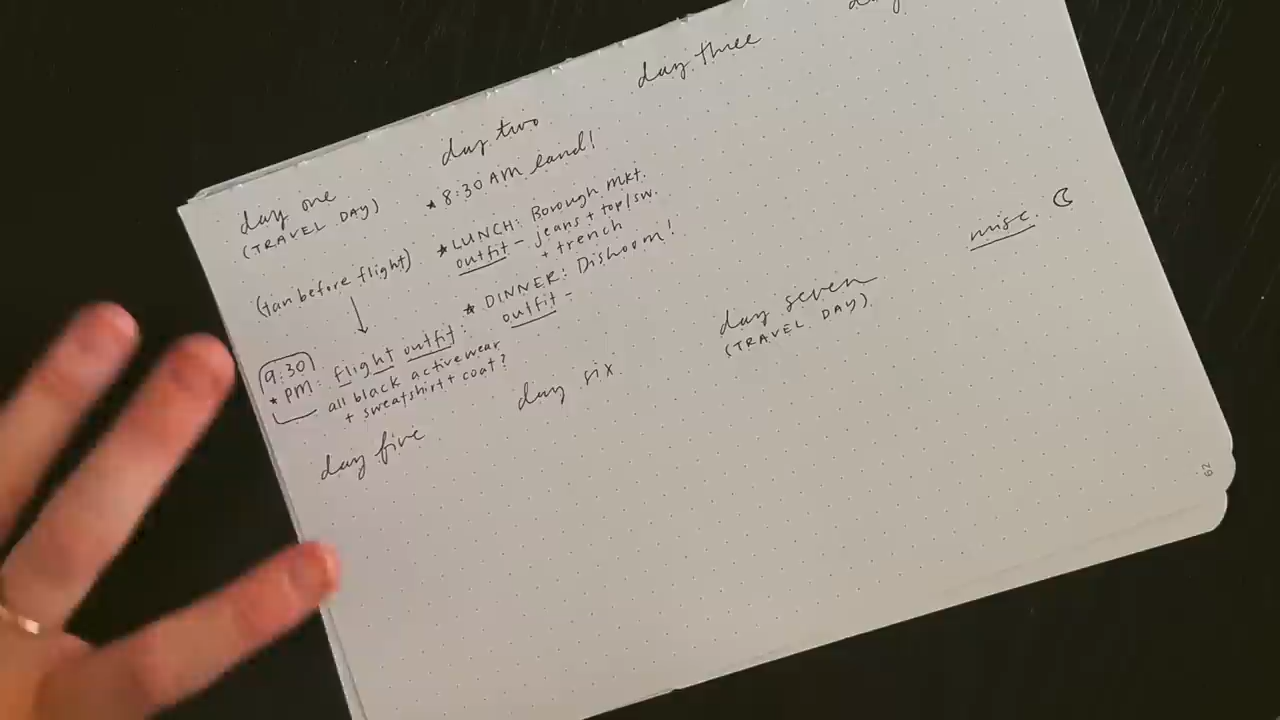 day one
(TRAVEL DAY)
(tan before flight)
9:30
★ PM: flight outfit:
all black activewear
+ sweatshirt + coat?
day two
★ 8:30 AM land!
★ LUNCH: Borough mkt.
outfit - jeans + top/sw.
+ trench
★ DINNER: Dishoom!
outfit -
day three
day
day five
day six
day seven
(TRAVEL DAY)
misc.
62